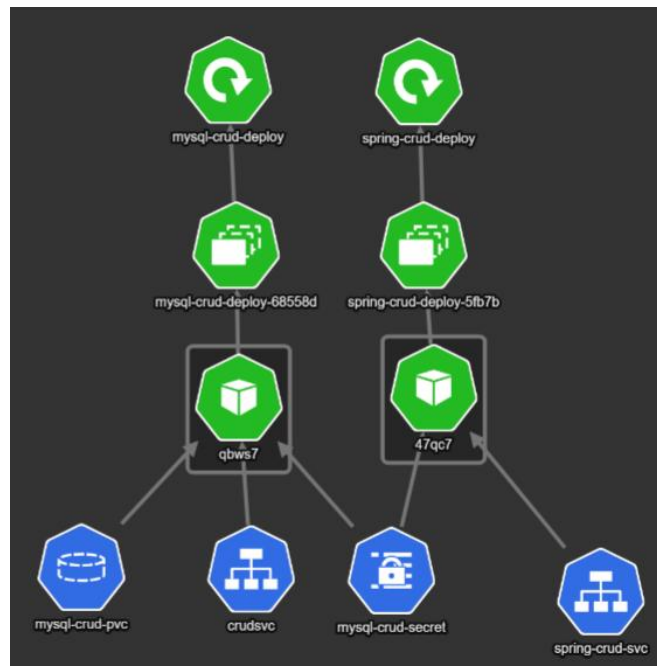 mysql-crud-deploy
spring-crud-deploy
mysql-crud-deploy-68558d
spring-crud-deploy-5fb7b
qbws7
47qc7
mysql-crud-pvc
crudsvc
mysql-crud-secret
spring-crud-svc